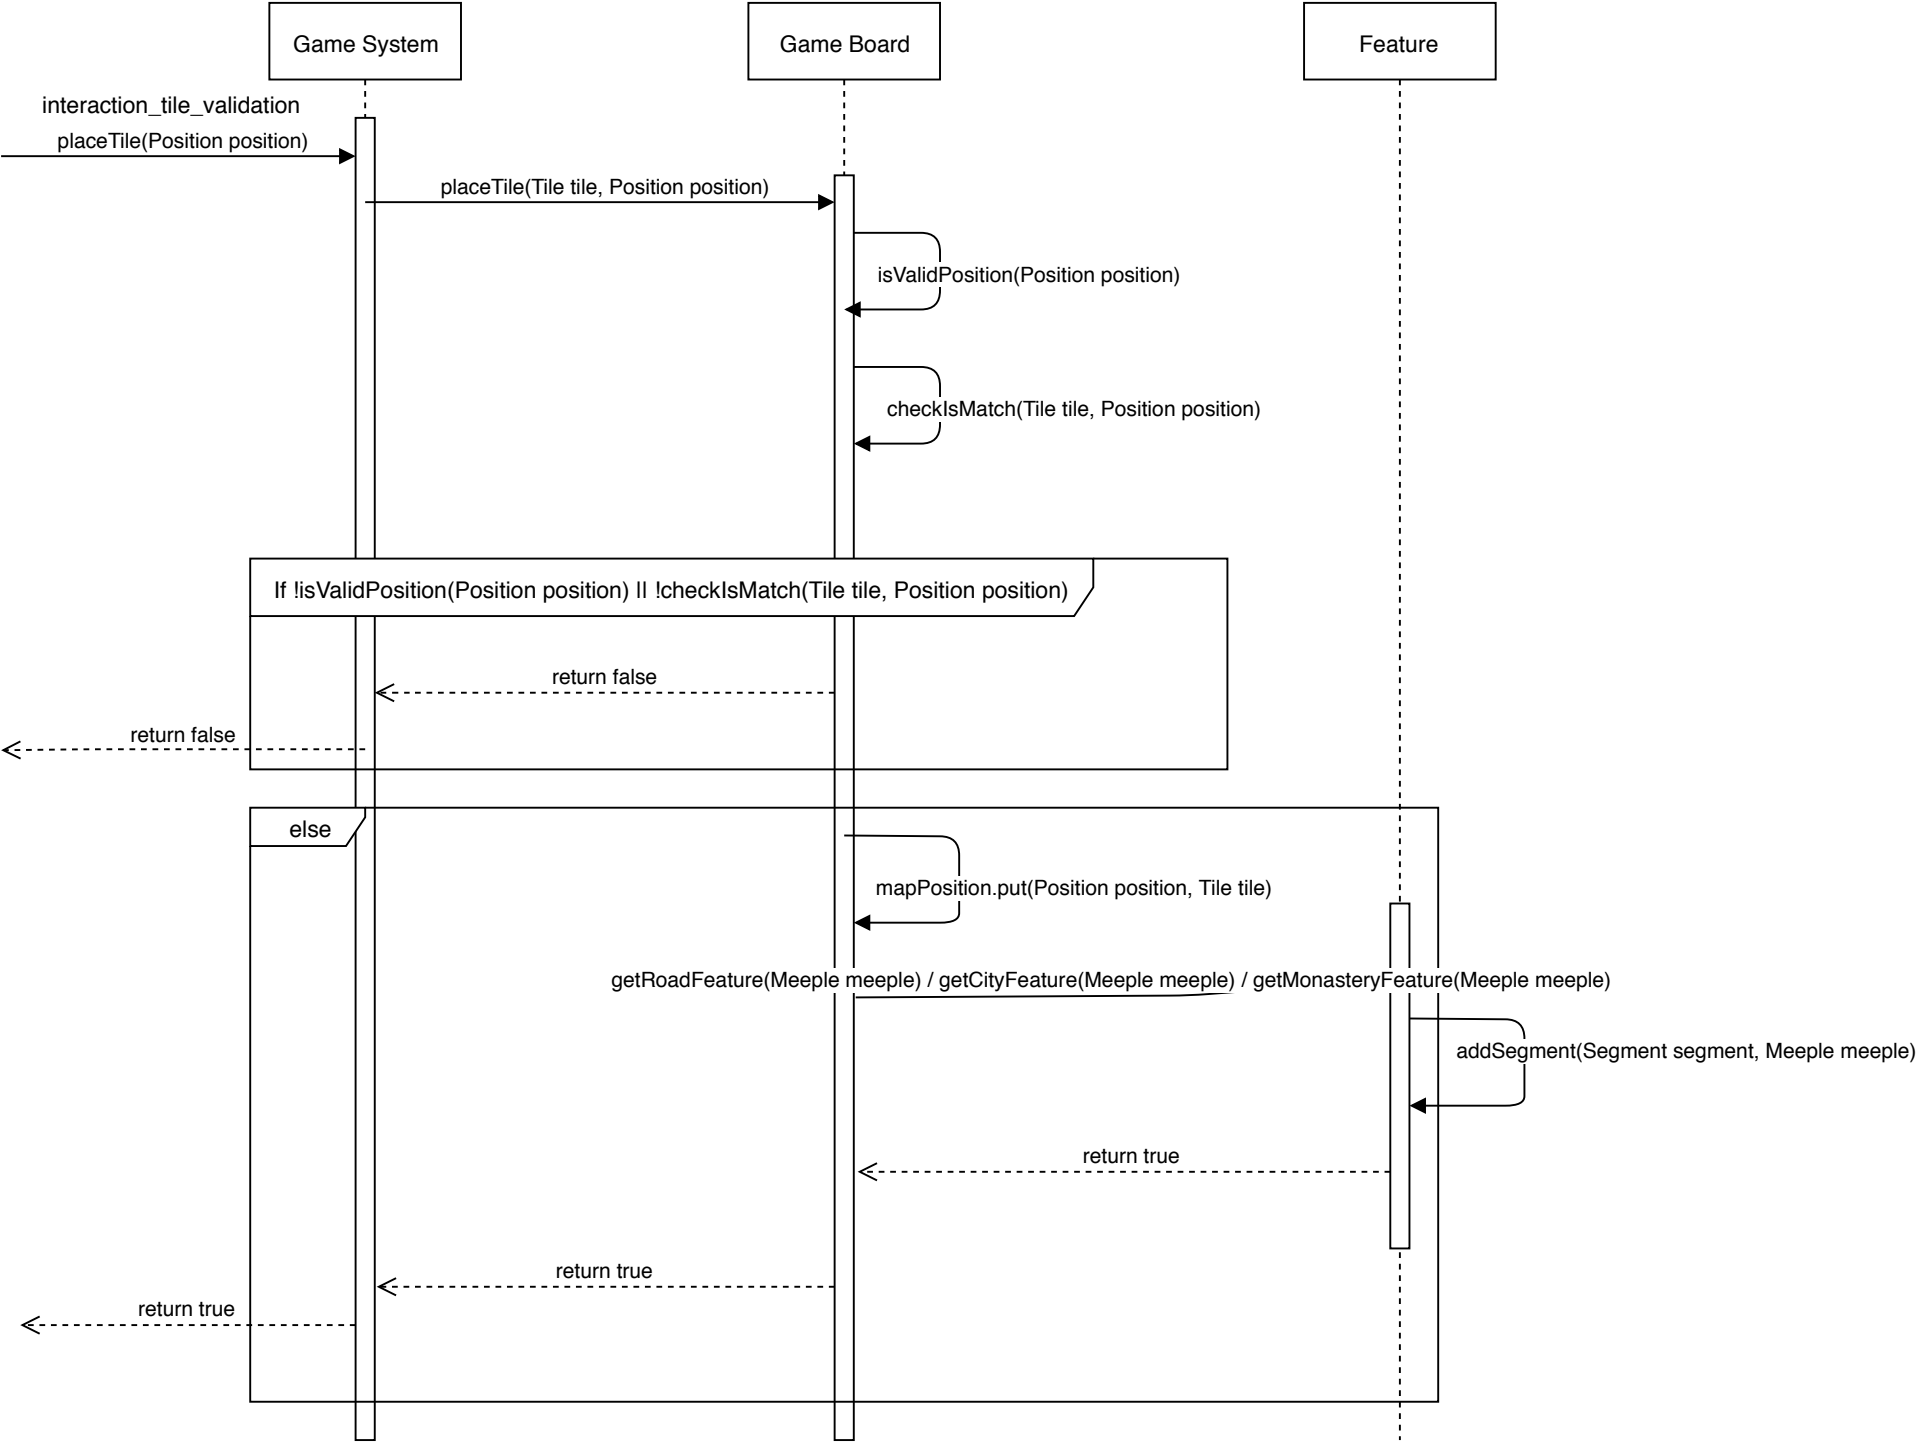 Game System
Game Board
Feature
interaction_tile_validation
placeTile(Position position)
placeTile(Tile tile, Position position)
isValidPosition(Position position)
checkIsMatch(Tile tile, Position position)
If !isValidPosition(Position position) || !checkIsMatch(Tile tile, Position position)
return false
return false
else
mapPosition.put(Position position, Tile tile)
getRoadFeature(Meeple meeple) / getCityFeature(Meeple meeple) / getMonasteryFeature(Meeple meeple)
addSegment(Segment segment, Meeple meeple)
return true
return true
return true